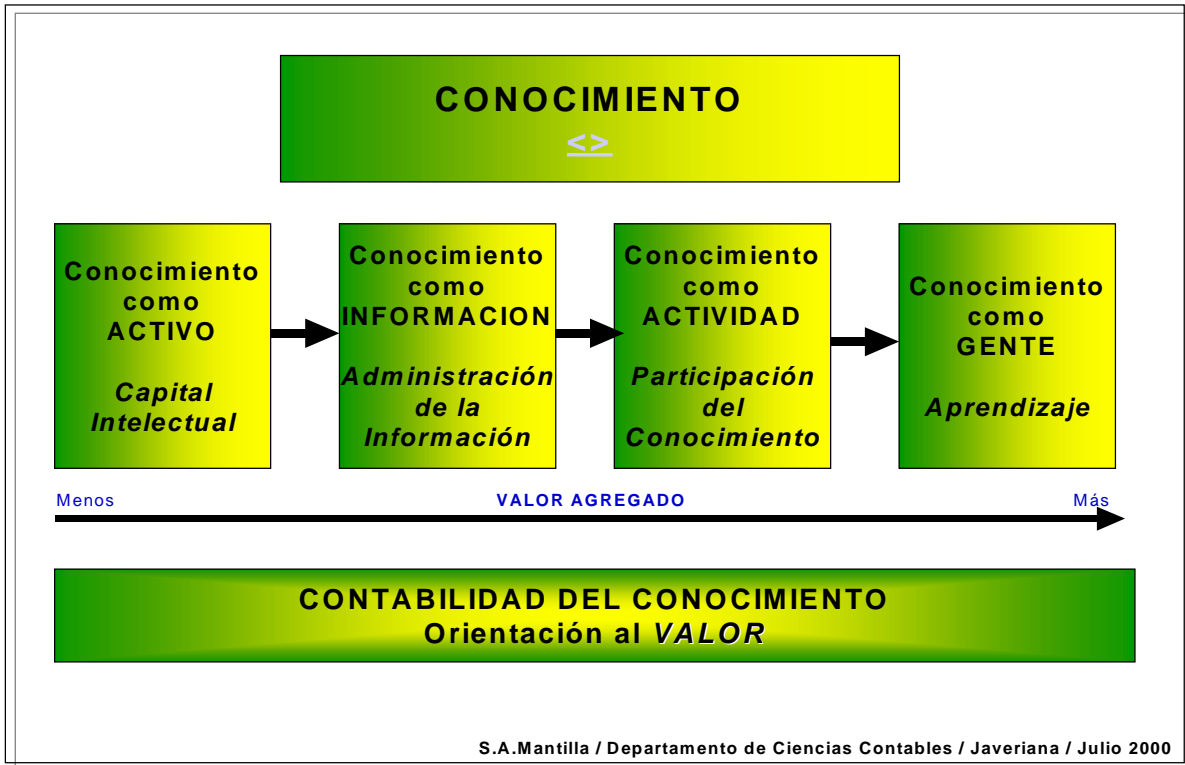 CONOCIMIENTO
<>
Conocimiento
como
ACTIVO
Capital
Intelectual
Conocimiento
como
INFORMACION
Administración
de la
Información
Conocimiento
como
ACTIVIDAD
Participación
del
Conocimiento
Conocimiento
como
GENTE
Aprendizaje
Menos VALOR AGREGADO Más
CONTABILIDAD DEL CONOCIMIENTO
Orientación al VALOR
S.A.Mantilla / Departamento de Ciencias Contables / Javeriana / Julio 2000